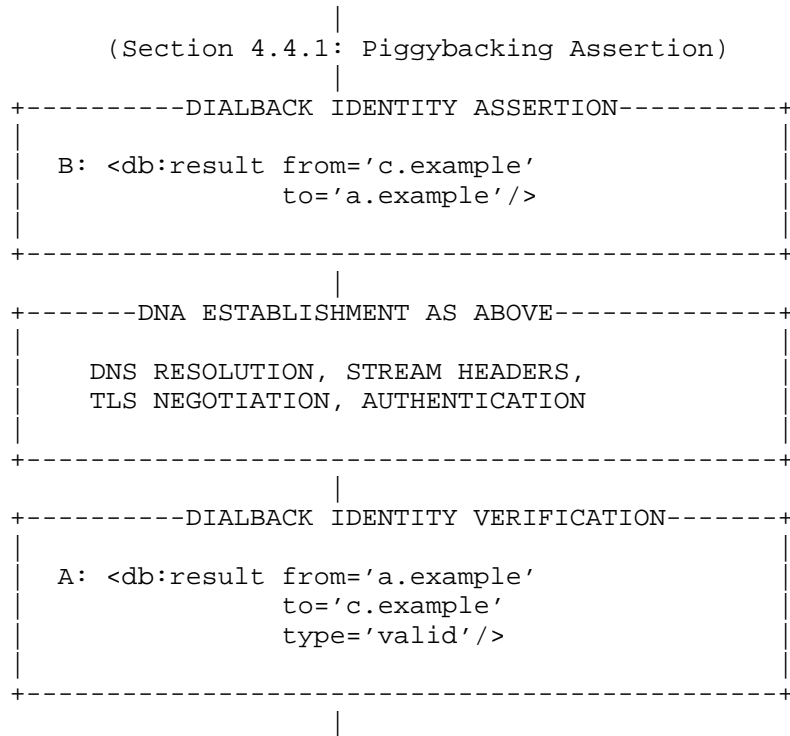 |
(Section 4.4.1: Piggybacking Assertion)
|
+----------DIALBACK IDENTITY ASSERTION----------+
|                                               |
|  B: <db:result from='c.example'               |
|                to='a.example'/>               |
|                                               |
+-----------------------------------------------+
|
+-------DNA ESTABLISHMENT AS ABOVE--------------+
|                                               |
|    DNS RESOLUTION, STREAM HEADERS,            |
|    TLS NEGOTIATION, AUTHENTICATION            |
|                                               |
+-----------------------------------------------+
|
+----------DIALBACK IDENTITY VERIFICATION-------+
|                                               |
|  A: <db:result from='a.example'               |
|                to='c.example'                 |
|                type='valid'/>                 |
|                                               |
+-----------------------------------------------+
|